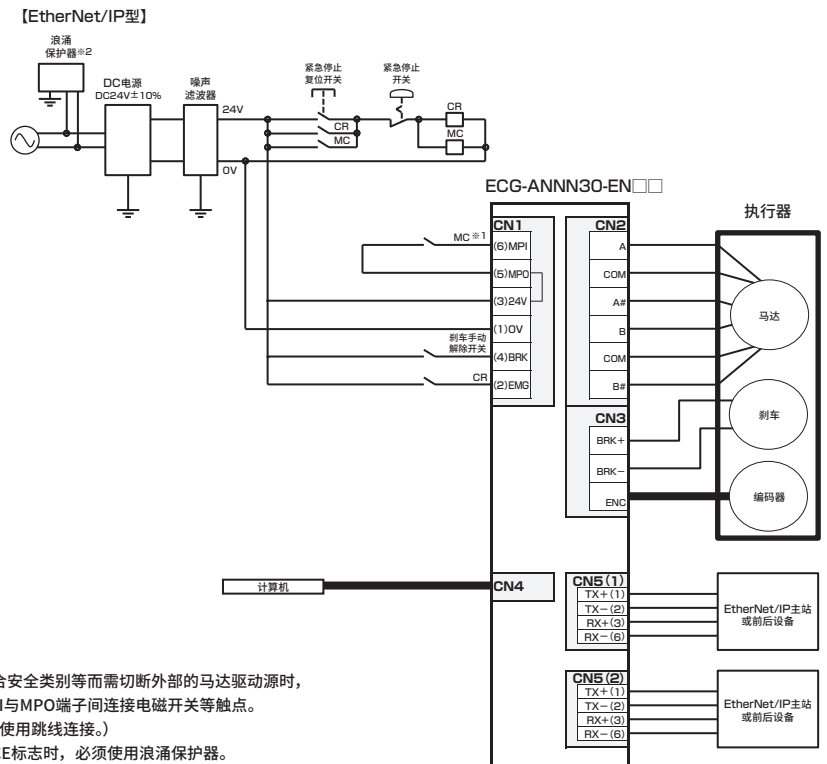 【EtherNet/IP型】
浪涌
保护器※2
DC电源
DC24V±10%
噪声
滤波器
24V
0V
紧急停止
复位开关
紧急停止
开关
CR
MC
CR
MC
ECG-ANNN30-EN□□
执行器
CN1
MC※1
(6)MPI
(5)MPO
(3)24V
(1)0V
刹车手动
解除开关
(4)BRK
CR
(2)EMG
CN2
A
COM
A#
B
COM
B#
马达
CN3
BRK+
BRK−
ENC
刹车
编码器
计算机
CN4
CN5(1)
TX+(1)
TX−(2)
RX+(3)
RX−(6)
EtherNet/IP主站
或前后设备
CN5(2)
TX+(1)
TX−(2)
RX+(3)
RX−(6)
EtherNet/IP主站
或前后设备
安全类别等而需切断外部的马达驱动源时，
与MPO端子间连接电磁开关等触点。
使用跳线连接。）
标志时，必须使用浪涌保护器。